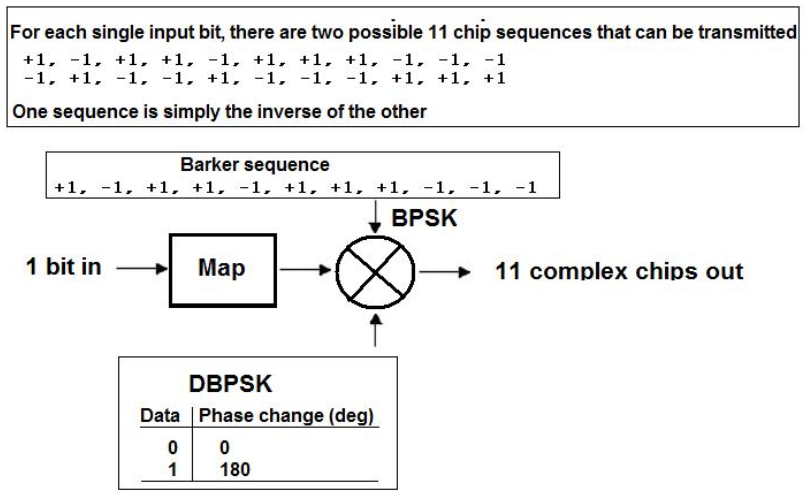 For each single input bit, there are two possible 11 chip sequences that can be transmitted
+1, -1, +1, +1, -1, +1, +1, +1, -1, -1, -1
-1, +1, -1, -1, +1, -1, -1, -1, +1, +1, +1
One sequence is simply the inverse of the other
Barker sequence
+1, -1, +1, +1, -1, +1, +1, +1, -1, -1, -1
BPSK
1 bit in
Map
11 complex chips out
DBPSK
Data Phase change (deg)
0 0
1 180